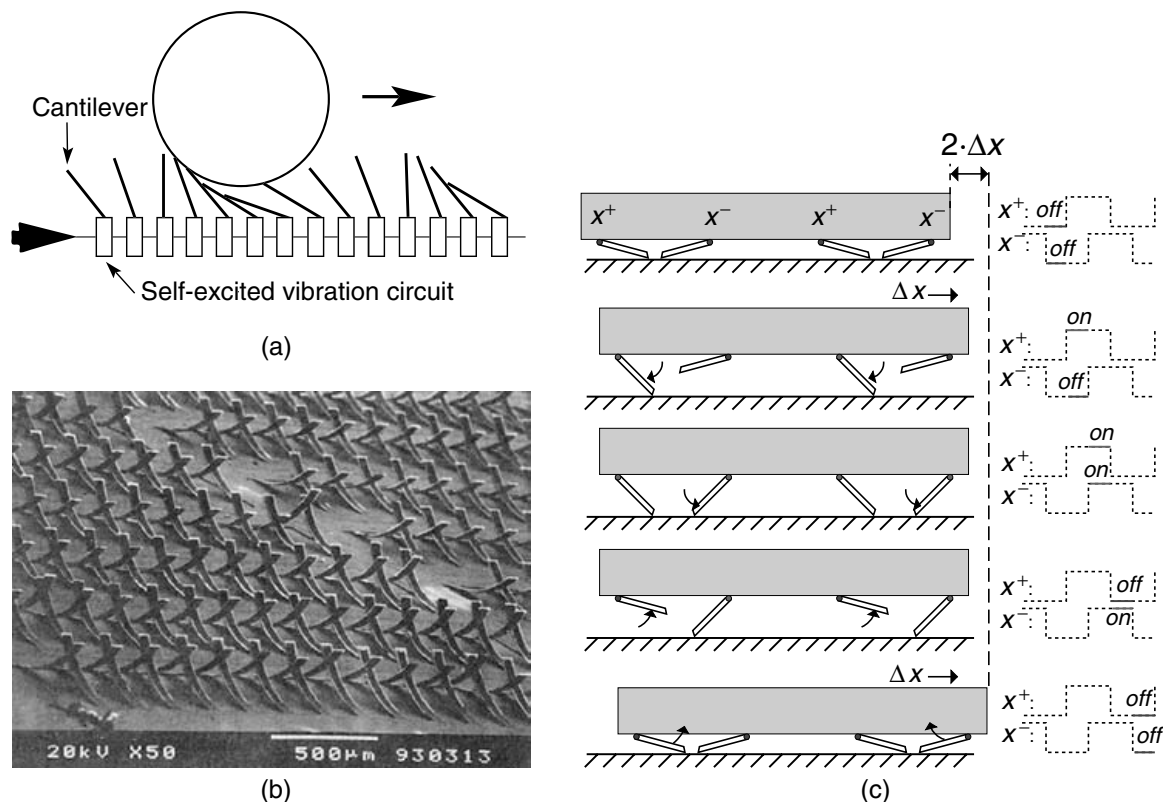 (a)
Cantilever
Self-excited vibration circuit
(a)
20kV X50 500µm 930313
(b)
2·Δx
x⁺ x⁻ x⁺ x⁻
x⁺: off
x⁻: off
Δx
on
x⁺:
x⁻: off
on
x⁺:
on
x⁻:
x⁺: off
x⁻: on
Δx
x⁺: off
x⁻: off
(c)